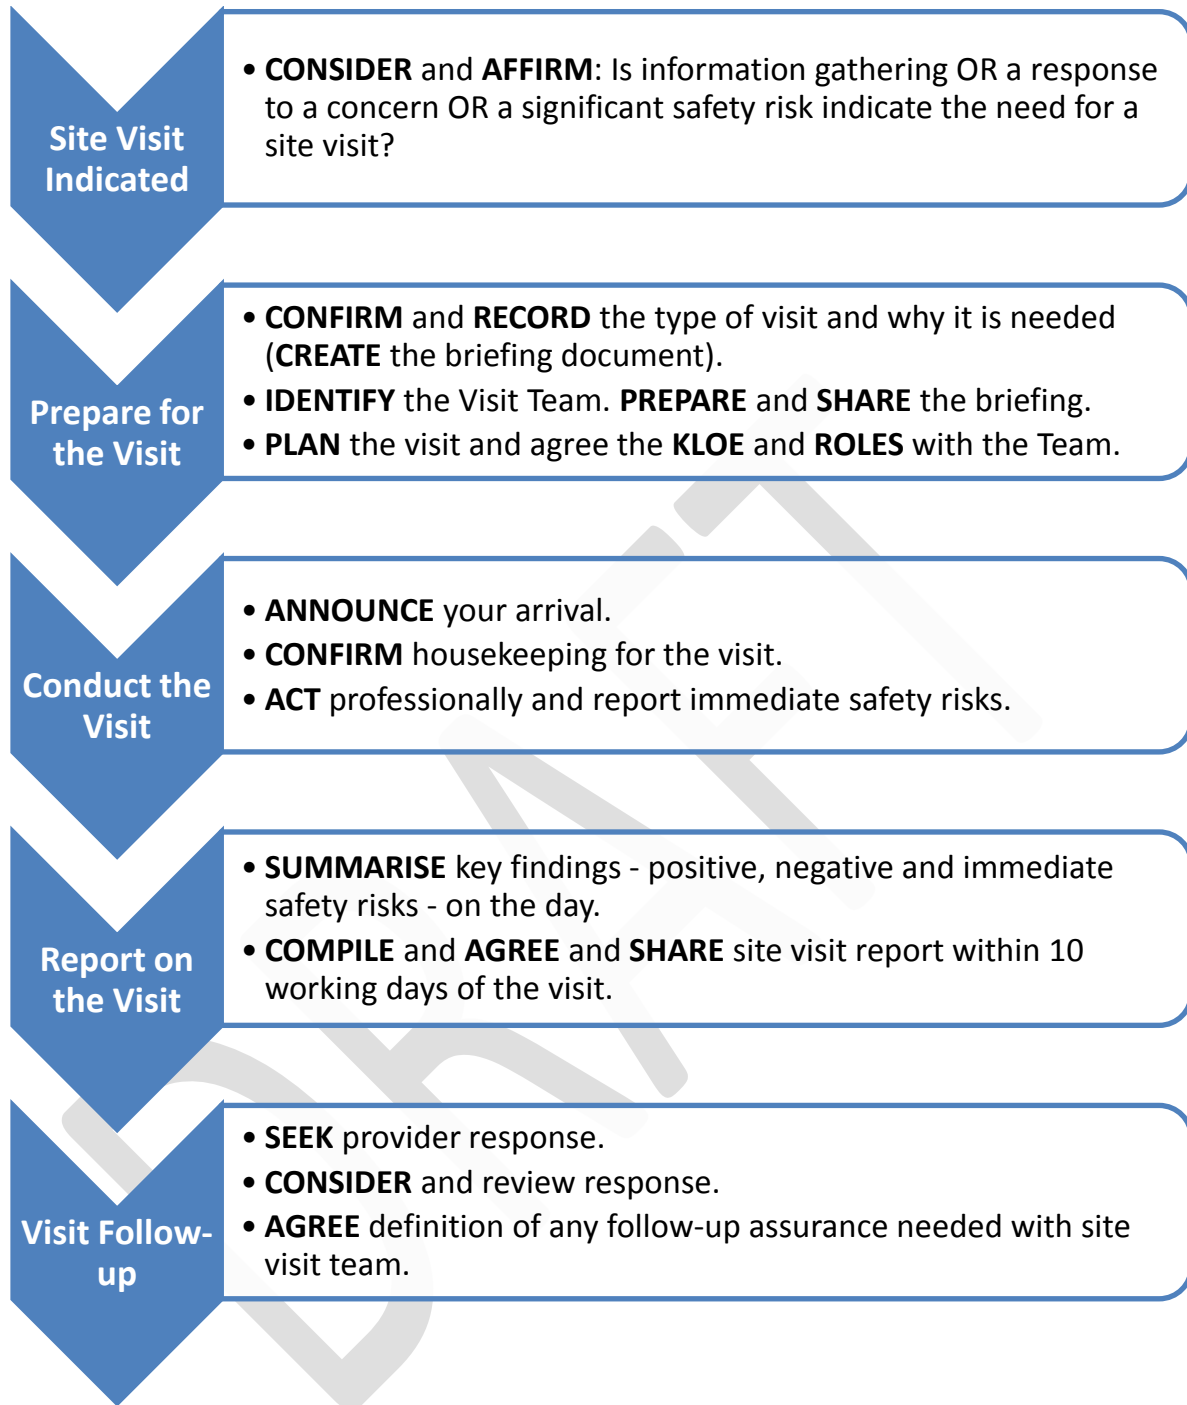 Site Visit
Indicated
• CONSIDER and AFFIRM: Is information gathering OR a response
to a concern OR a significant safety risk indicate the need for a
site visit?
Prepare for
the Visit
• CONFIRM and RECORD the type of visit and why it is needed
(CREATE the briefing document).
• IDENTIFY the Visit Team. PREPARE and SHARE the briefing.
• PLAN the visit and agree the KLOE and ROLES with the Team.
Conduct the
Visit
• ANNOUNCE your arrival.
• CONFIRM housekeeping for the visit.
• ACT professionally and report immediate safety risks.
Report on
the Visit
• SUMMARISE key findings - positive, negative and immediate
safety risks - on the day.
• COMPILE and AGREE and SHARE site visit report within 10
working days of the visit.
Visit Follow-
up
• SEEK provider response.
• CONSIDER and review response.
• AGREE definition of any follow-up assurance needed with site
visit team.
DRAFT